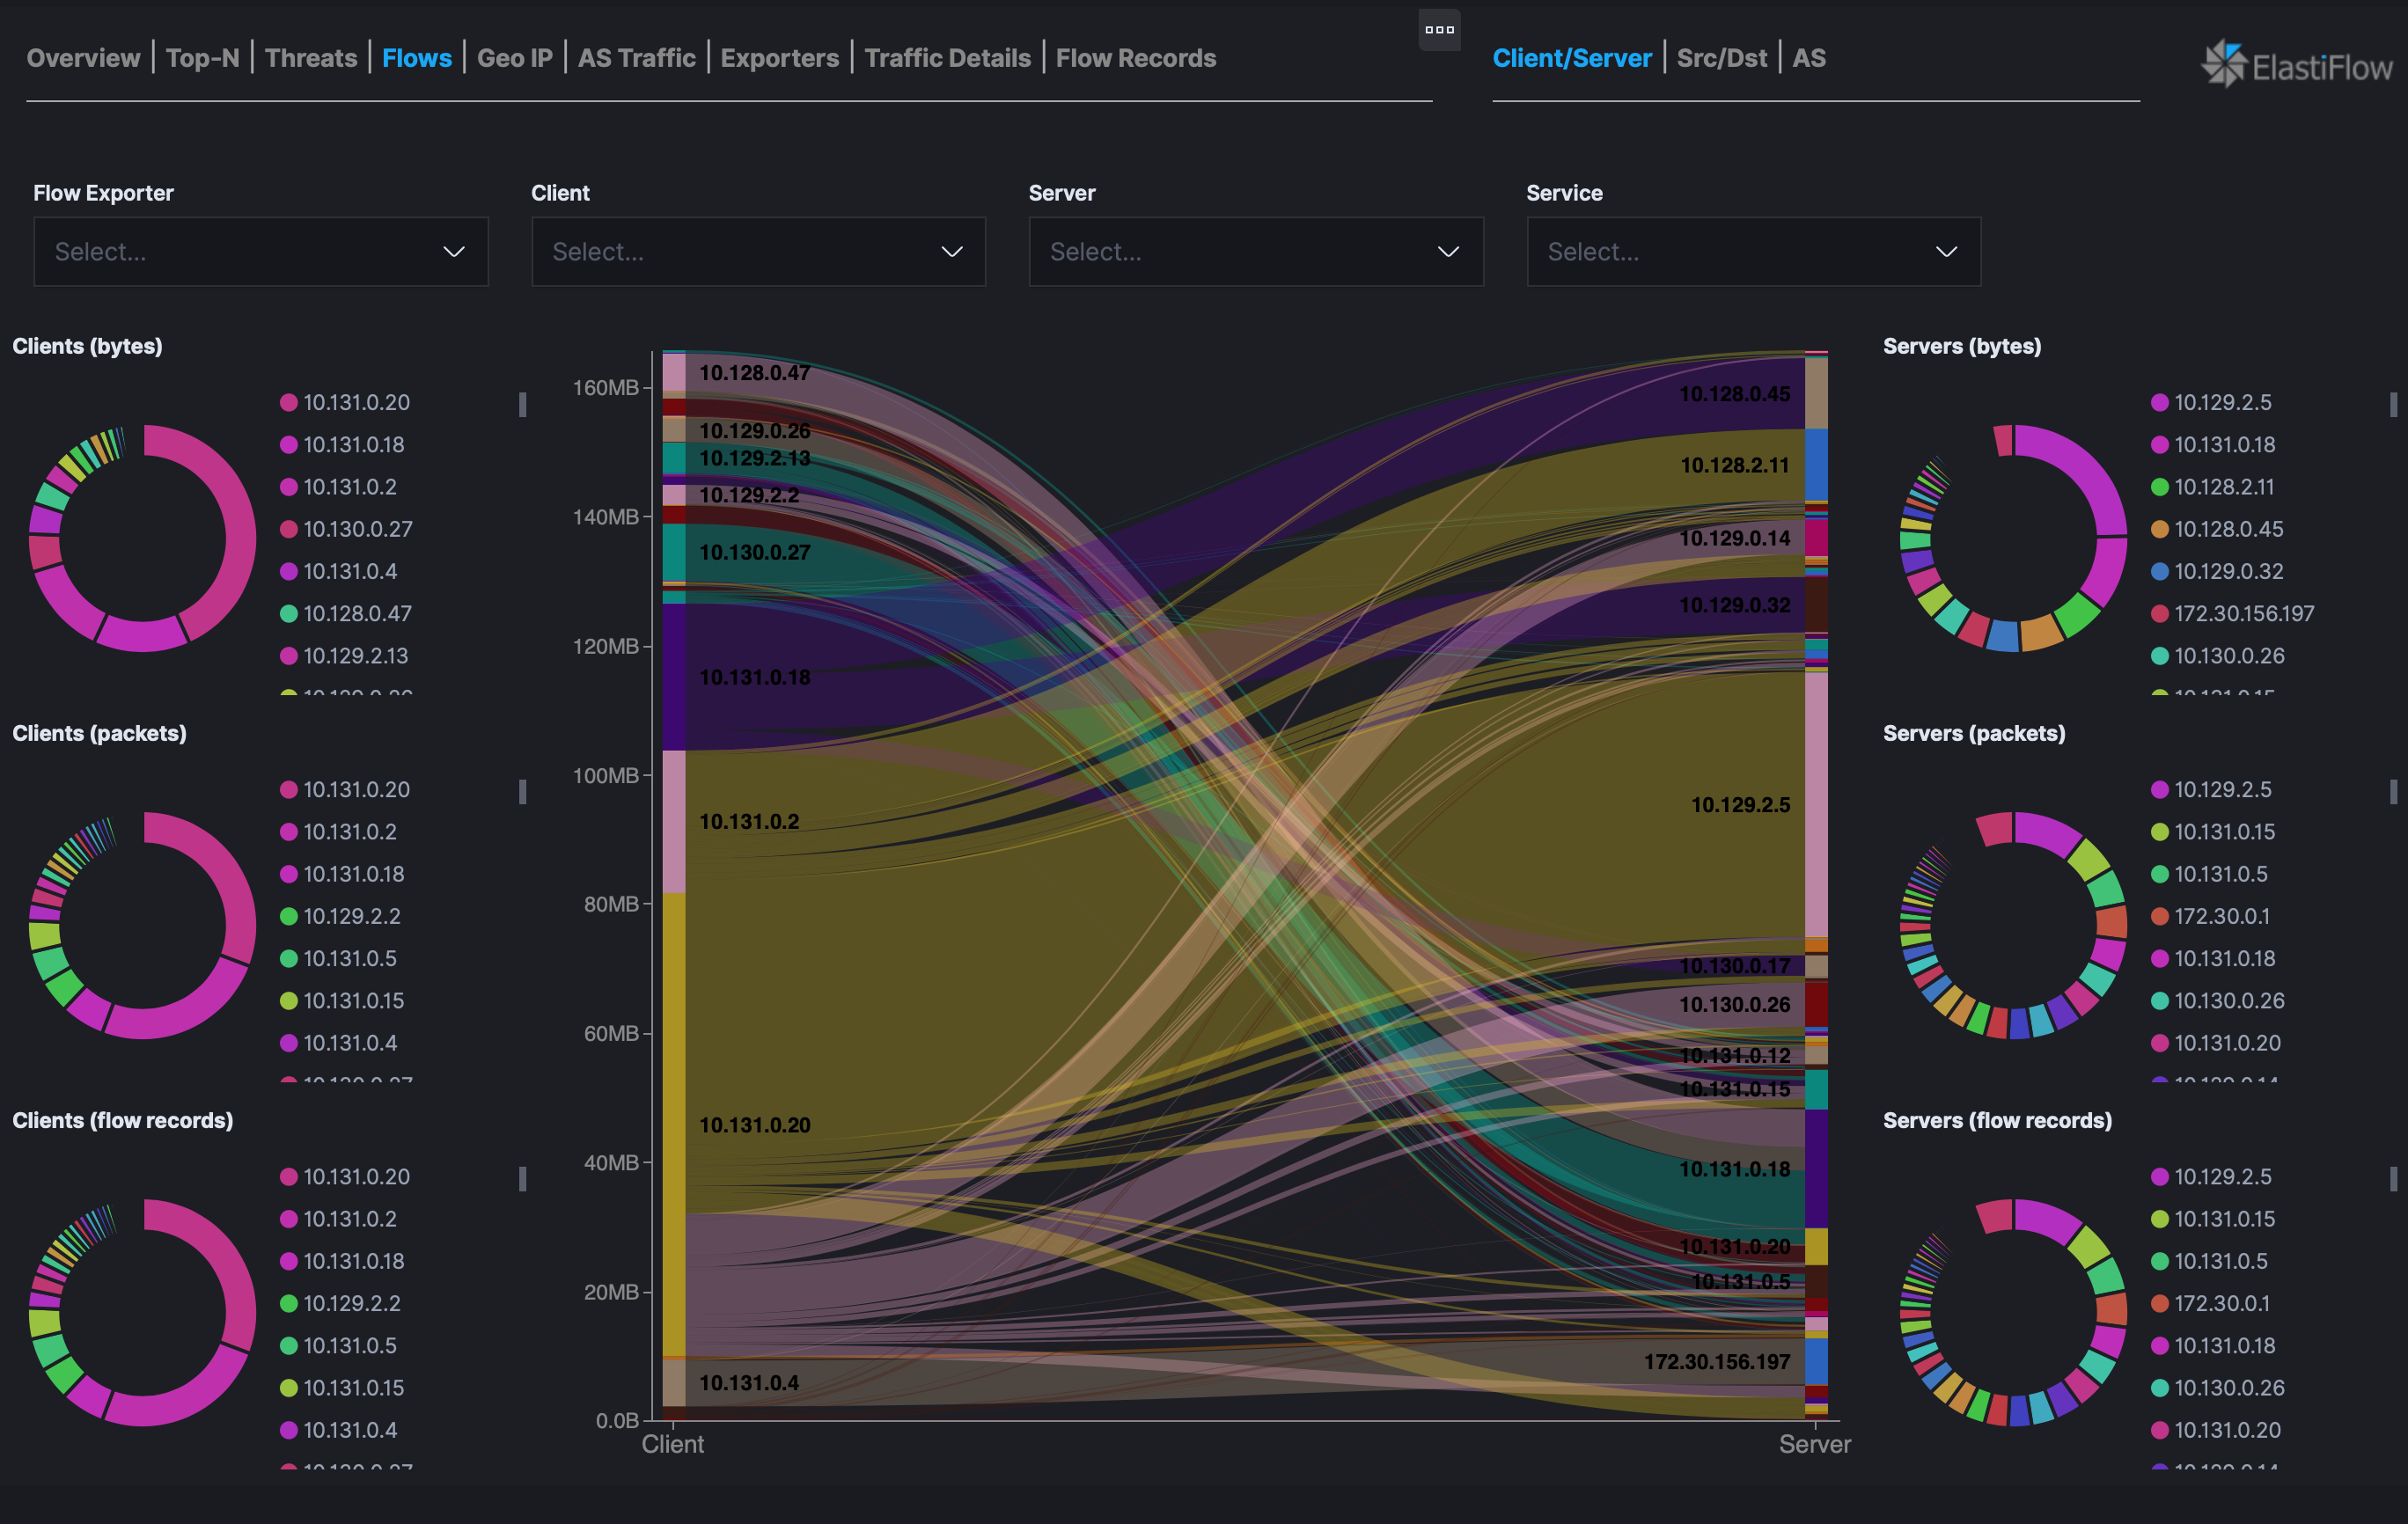 Overview | Top-N | Threats | Flows | Geo IP | AS Traffic | Exporters | Traffic Details | Flow Records
Client/Server | Src/Dst | AS
ElastiFlow
Flow Exporter
Select...
Client
Select...
Server
Select...
Service
Select...
Clients (bytes)
10.131.0.20
10.131.0.18
10.131.0.2
10.130.0.27
10.131.0.4
10.128.0.47
10.129.2.13
Clients (packets)
10.131.0.20
10.131.0.2
10.131.0.18
10.129.2.2
10.131.0.5
10.131.0.15
10.131.0.4
Clients (flow records)
10.131.0.20
10.131.0.2
10.131.0.18
10.129.2.2
10.131.0.5
10.131.0.15
10.131.0.4
160MB
140MB
120MB
100MB
80MB
60MB
40MB
20MB
0.0B
10.128.0.47
10.129.0.26
10.129.2.13
10.129.2.2
10.130.0.27
10.131.0.18
10.131.0.2
10.131.0.20
10.131.0.4
Client
10.128.0.45
10.128.2.11
10.129.0.14
10.129.0.32
10.129.2.5
10.130.0.17
10.130.0.26
10.131.0.12
10.131.0.15
10.131.0.18
10.131.0.20
10.131.0.5
172.30.156.197
Server
Servers (bytes)
10.129.2.5
10.131.0.18
10.128.2.11
10.128.0.45
10.129.0.32
172.30.156.197
10.130.0.26
Servers (packets)
10.129.2.5
10.131.0.15
10.131.0.5
172.30.0.1
10.131.0.18
10.130.0.26
10.131.0.20
Servers (flow records)
10.129.2.5
10.131.0.15
10.131.0.5
172.30.0.1
10.131.0.18
10.130.0.26
10.131.0.20